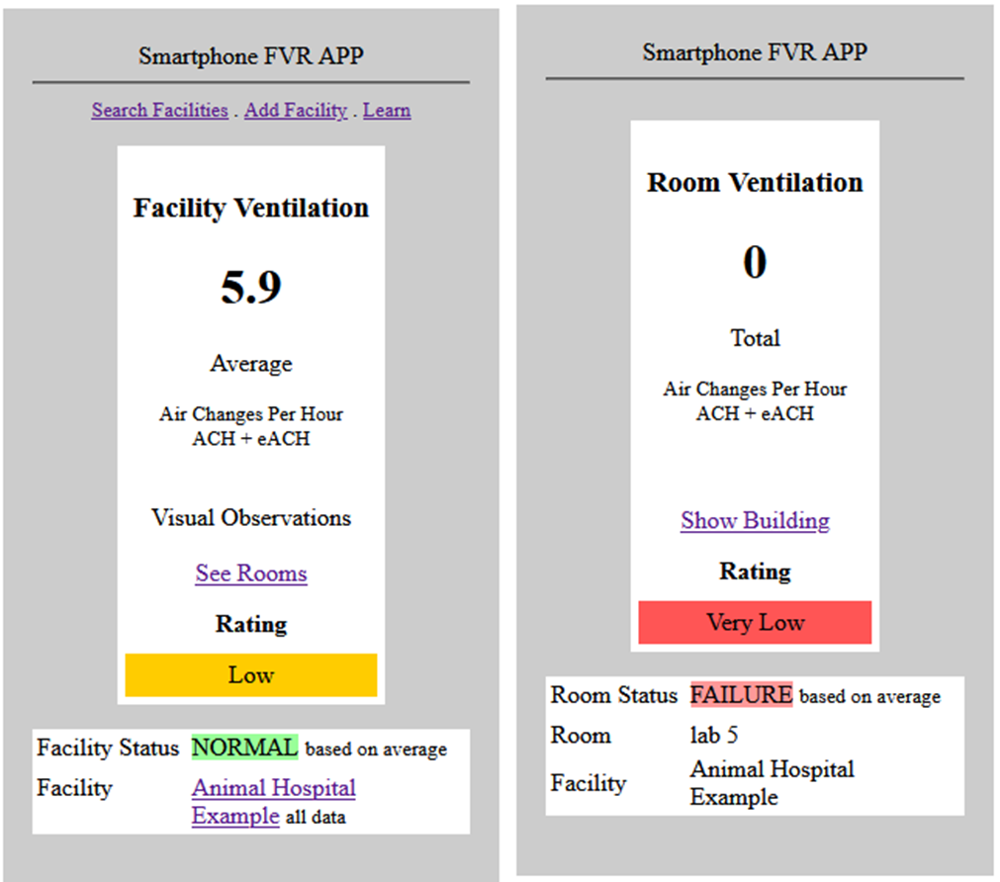 Smartphone FVR APP
Search Facilities . Add Facility . Learn
Facility Ventilation
5.9
Average
Air Changes Per Hour
ACH + eACH
Visual Observations
See Rooms
Rating
Low
Facility Status NORMAL based on average
Facility Animal Hospital
Example all data
Smartphone FVR APP
Room Ventilation
0
Total
Air Changes Per Hour
ACH + eACH
Show Building
Rating
Very Low
Room Status FAILURE based on average
Room lab 5
Facility Animal Hospital
Example